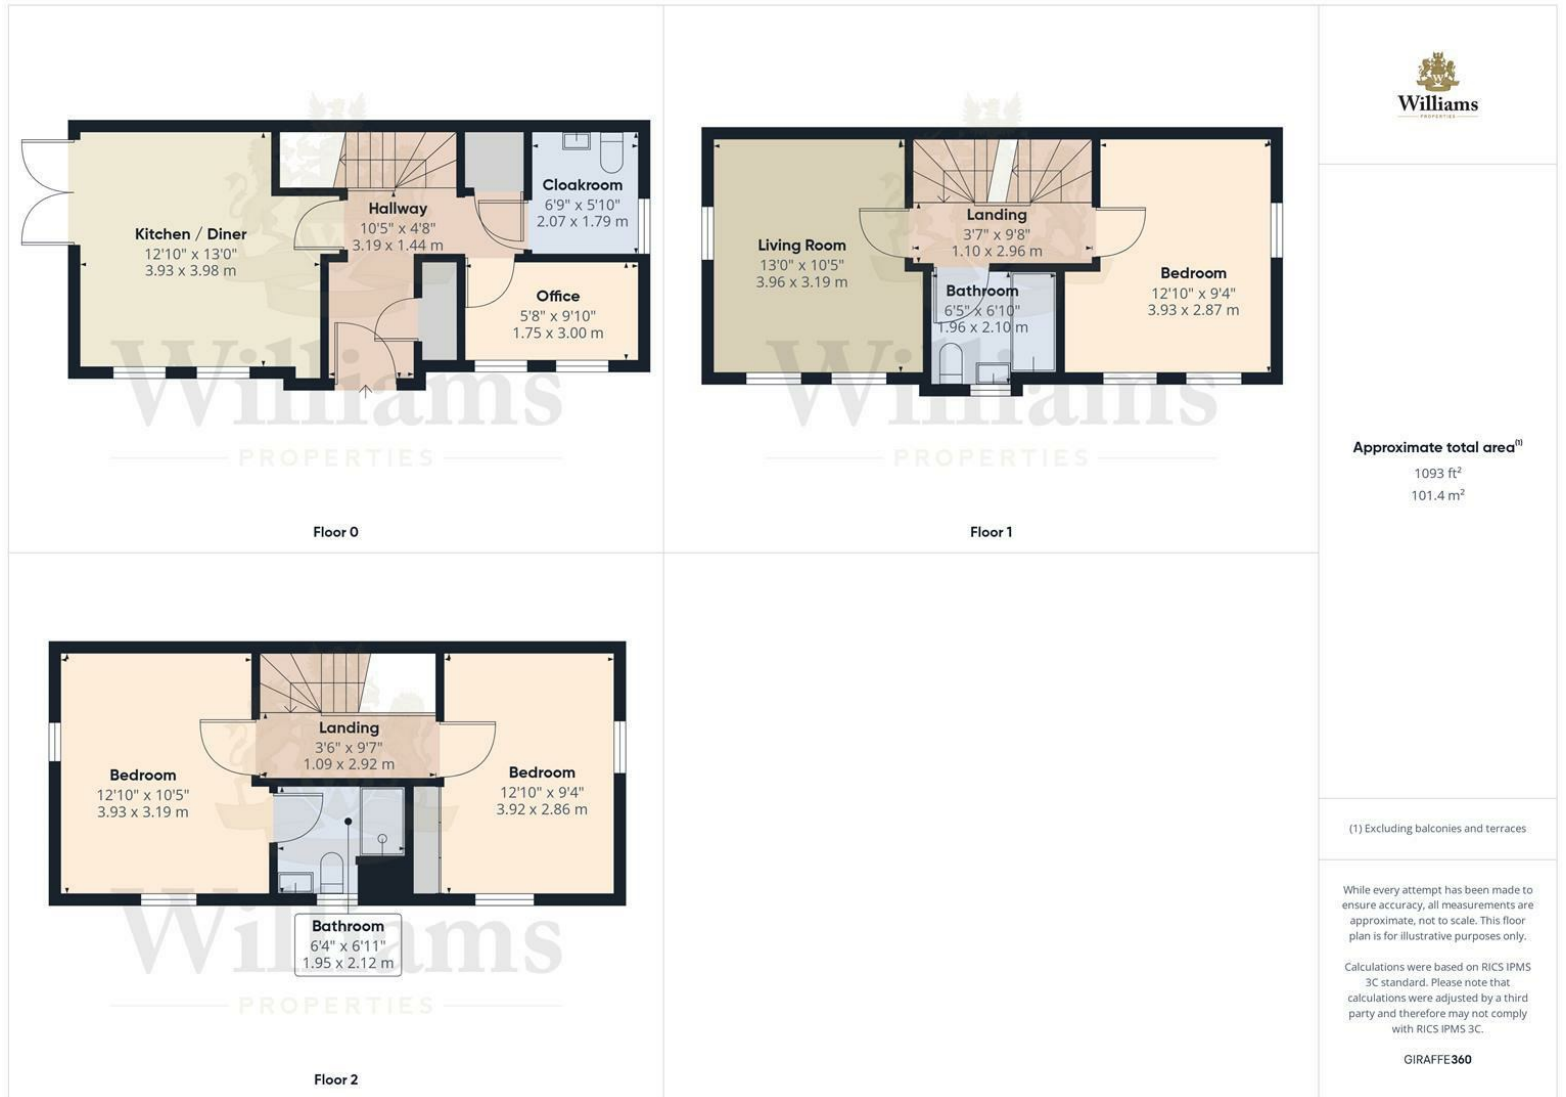 Kitchen / Diner
12'10" x 13'0"
3.93 x 3.98 m
Hallway
10'5" x 4'8"
3.19 x 1.44 m
Cloakroom
6'9" x 5'10"
2.07 x 1.79 m
Office
5'8" x 9'10"
1.75 x 3.00 m
Williams
PROPERTIES
Floor 0
Living Room
13'0" x 10'5"
3.96 x 3.19 m
Landing
3'7" x 9'8"
1.10 x 2.96 m
Bathroom
6'5" x 6'10"
1.96 x 2.10 m
Bedroom
12'10" x 9'4"
3.93 x 2.87 m
Williams
PROPERTIES
Floor 1
Bedroom
12'10" x 10'5"
3.93 x 3.19 m
Landing
3'6" x 9'7"
1.09 x 2.92 m
Bedroom
12'10" x 9'4"
3.92 x 2.86 m
Bathroom
6'4" x 6'11"
1.95 x 2.12 m
Williams
PROPERTIES
Floor 2
Williams
PROPERTIES
Approximate total area(1)
1093 ft²
101.4 m²
(1) Excluding balconies and terraces
While every attempt has been made to
ensure accuracy, all measurements are
approximate, not to scale. This floor
plan is for illustrative purposes only.
Calculations were based on RICS IPMS
3C standard. Please note that
calculations were adjusted by a third
party and therefore may not comply
with RICS IPMS 3C.
GIRAFFE360